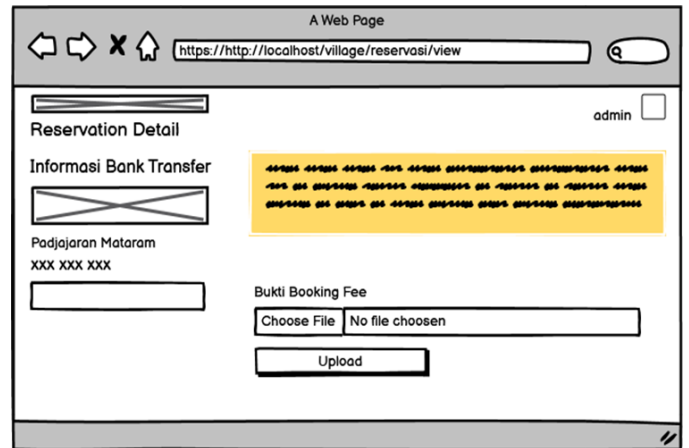 A Web Page
https://http://localhost/village/reservasi/view
admin
Reservation Detail
Informasi Bank Transfer
Padjajaran Mataram
xxx xxx xxx
Bukti Booking Fee
Choose File
No file choosen
Upload